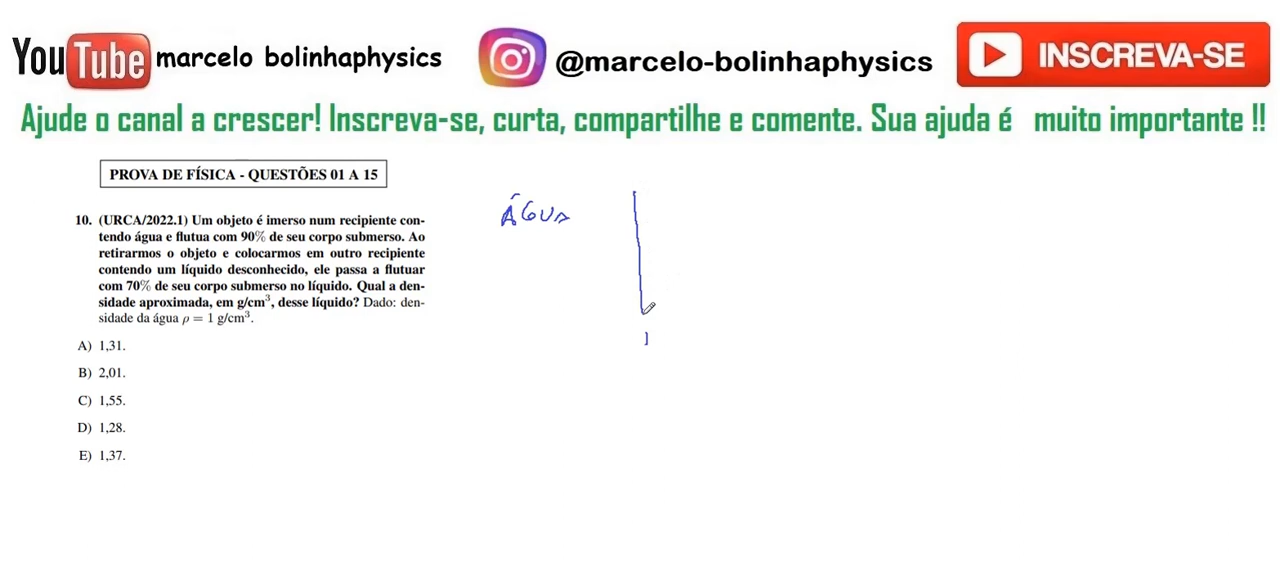 YouTube marcelo bolinhaphysics @marcelo-bolinhaphysics INSCREVA-SE
Ajude o canal a crescer! Inscreva-se, curta, compartilhe e comente. Sua ajuda é muito importante !!
PROVA DE FÍSICA - QUESTÕES 01 A 15
10. (URCA/2022.1) Um objeto é imerso num recipiente con-
tendo água e flutua com 90% de seu corpo submerso. Ao
retirarmos o objeto e colocarmos em outro recipiente
contendo um líquido desconhecido, ele passa a flutuar
com 70% de seu corpo submerso no líquido. Qual a den-
sidade aproximada, em g/cm³, desse líquido? Dado: den-
sidade da água ρ = 1 g/cm³.
A) 1,31.
B) 2,01.
C) 1,55.
D) 1,28.
E) 1,37.
ÁGUA